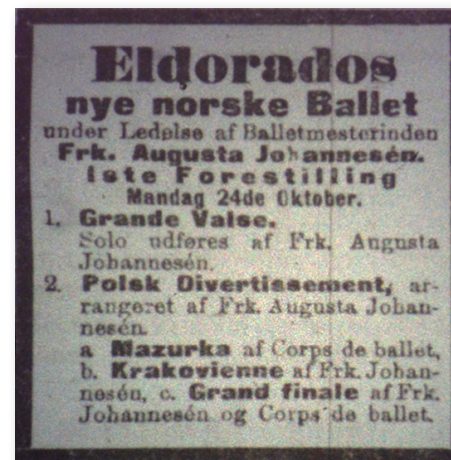 Eldorados
nye norske Ballet
under Ledelse af Balletmesterinden
Frk. Augusta Johannesén.
1ste Forestilling
Mandag 24de Oktober.
1. Grande Valse.
Solo udføres af Frk. Augusta
Johannesén.
2. Polsk Divertissement, ar-
rangeret af Frk. Augusta Johan-
nesén.
a Mazurka af Corps de ballet,
b. Krakovienne af Frk. Johan-
nesén, c. Grand finale af Frk.
Johannesén og Corps de ballet.